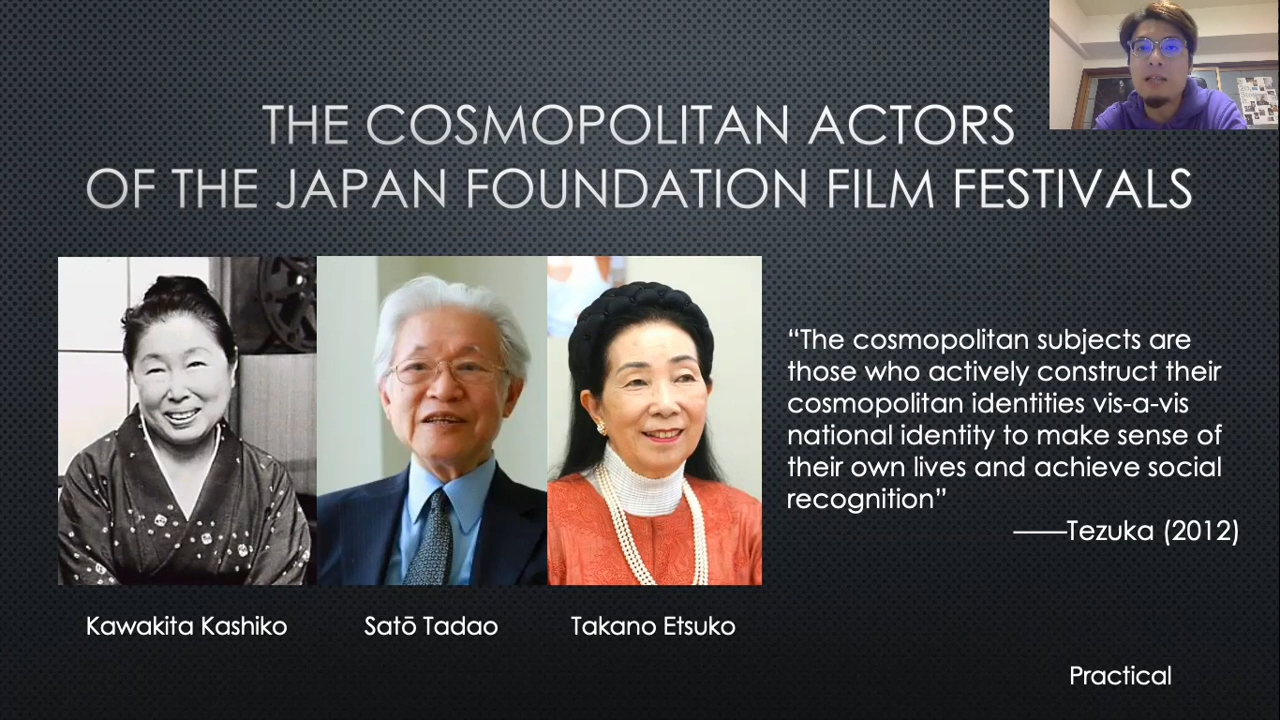 THE COSMOPOLITAN ACTORS
OF THE JAPAN FOUNDATION FILM FESTIVALS
“The cosmopolitan subjects are
those who actively construct their
cosmopolitan identities vis-a-vis
national identity to make sense of
their own lives and achieve social
recognition”
——Tezuka (2012)
Kawakita Kashiko
Satō Tadao
Takano Etsuko
Practical